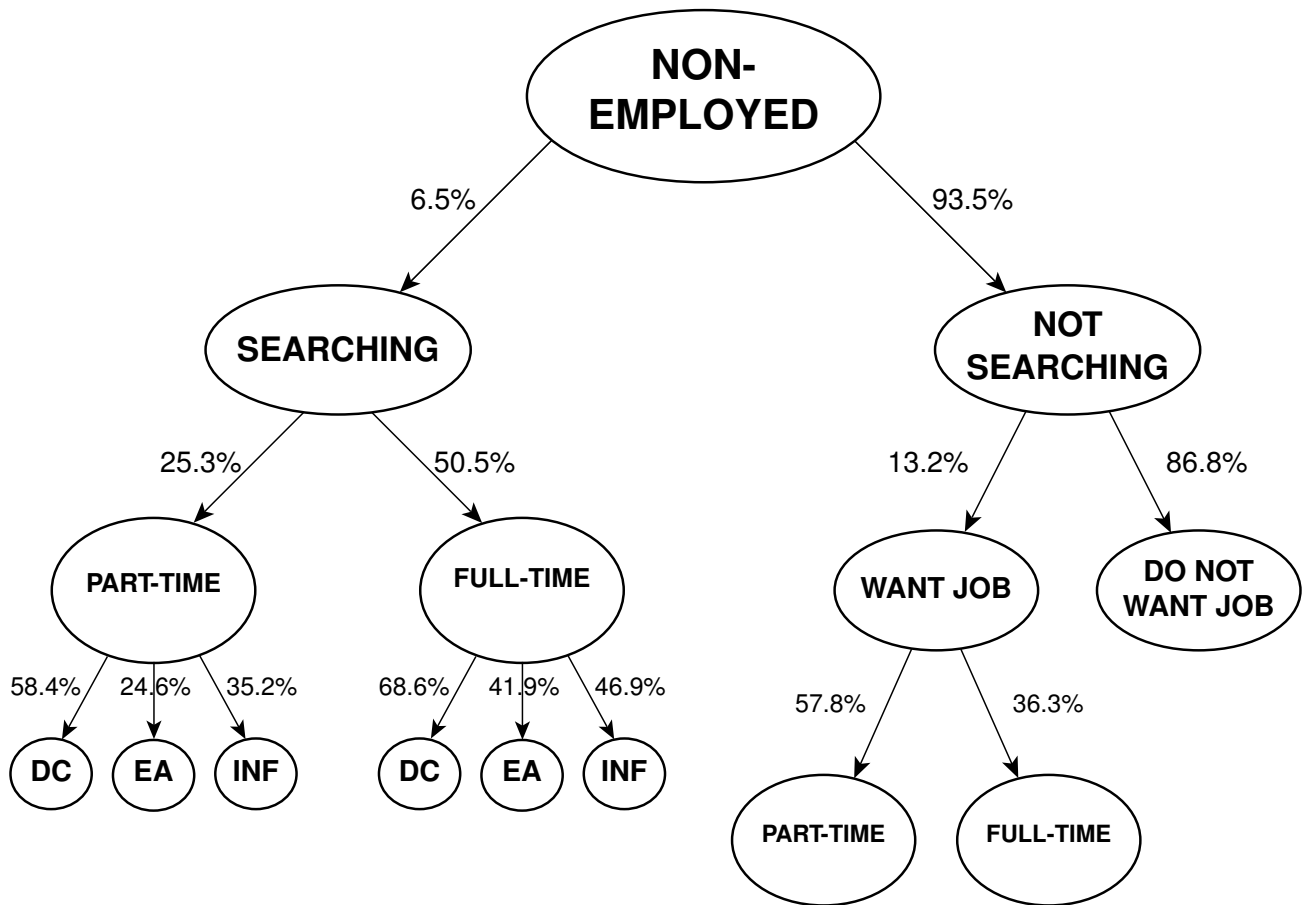 NON-
EMPLOYED
6.5%
93.5%
SEARCHING
NOT
SEARCHING
25.3%
50.5%
13.2%
86.8%
PART-TIME
FULL-TIME
WANT JOB
DO NOT
WANT JOB
58.4%
24.6%
35.2%
68.6%
41.9%
46.9%
57.8%
36.3%
DC
EA
INF
DC
EA
INF
PART-TIME
FULL-TIME